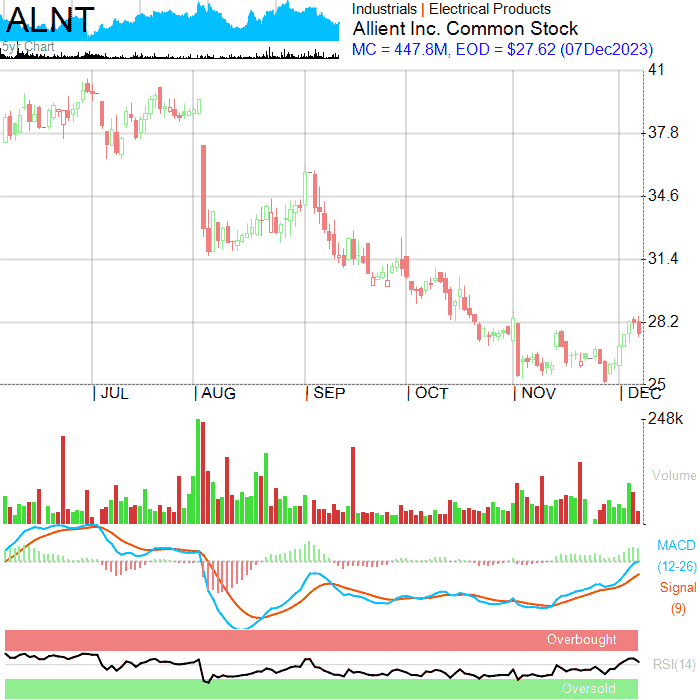 ALNT
5yr Chart
Industrials | Electrical Products
Allient Inc. Common Stock
MC = 447.8M, EOD = $27.62 (07Dec2023)
41
37.8
34.6
31.4
28.2
25
JUL
AUG
SEP
OCT
NOV
DEC
248k
Volume
MACD
(12-26)
Signal
(9)
Overbought
RSI(14)
Oversold